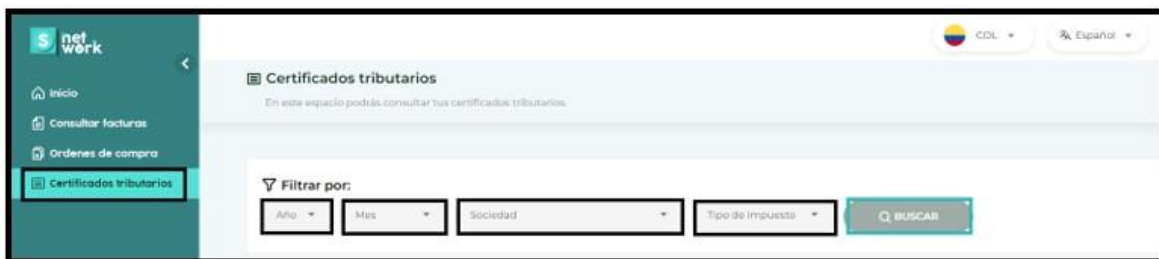 S net
work
COL
Español
Inicio
Consultar facturas
Ordenes de compra
Certificados tributarios
Certificados tributarios
En este espacio podrás consultar tus certificados tributarios.
Filtrar por:
Año Mes Sociedad Tipo de Impuesto BUSCAR